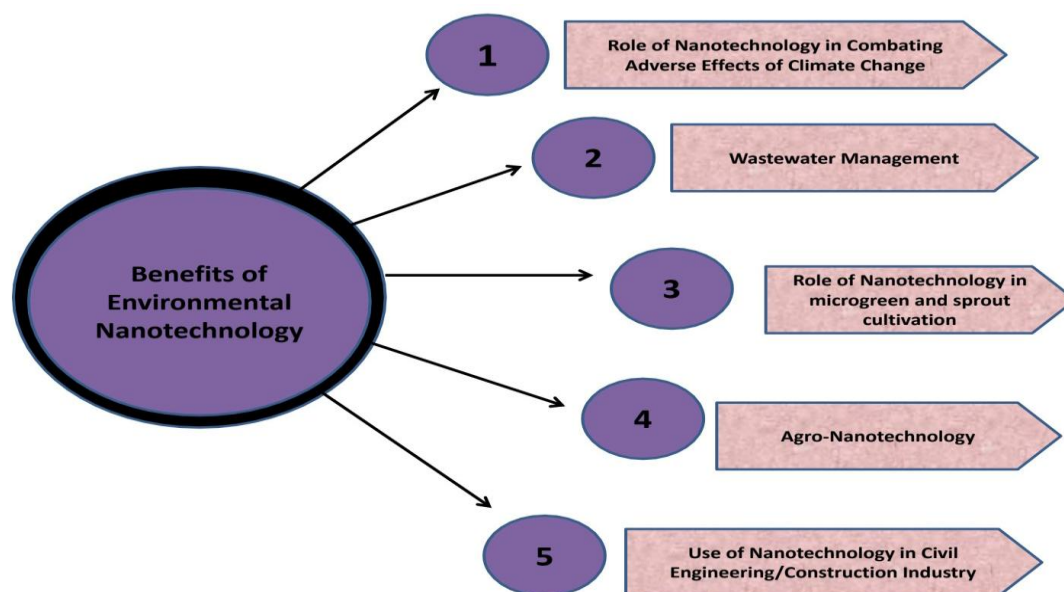 1
Role of Nanotechnology in Combating
Adverse Effects of Climate Change
2
Wastewater Management
Benefits of
Environmental
Nanotechnology
3
Role of Nanotechnology in
microgreen and sprout
cultivation
4
Agro-Nanotechnology
5
Use of Nanotechnology in Civil
Engineering/Construction Industry